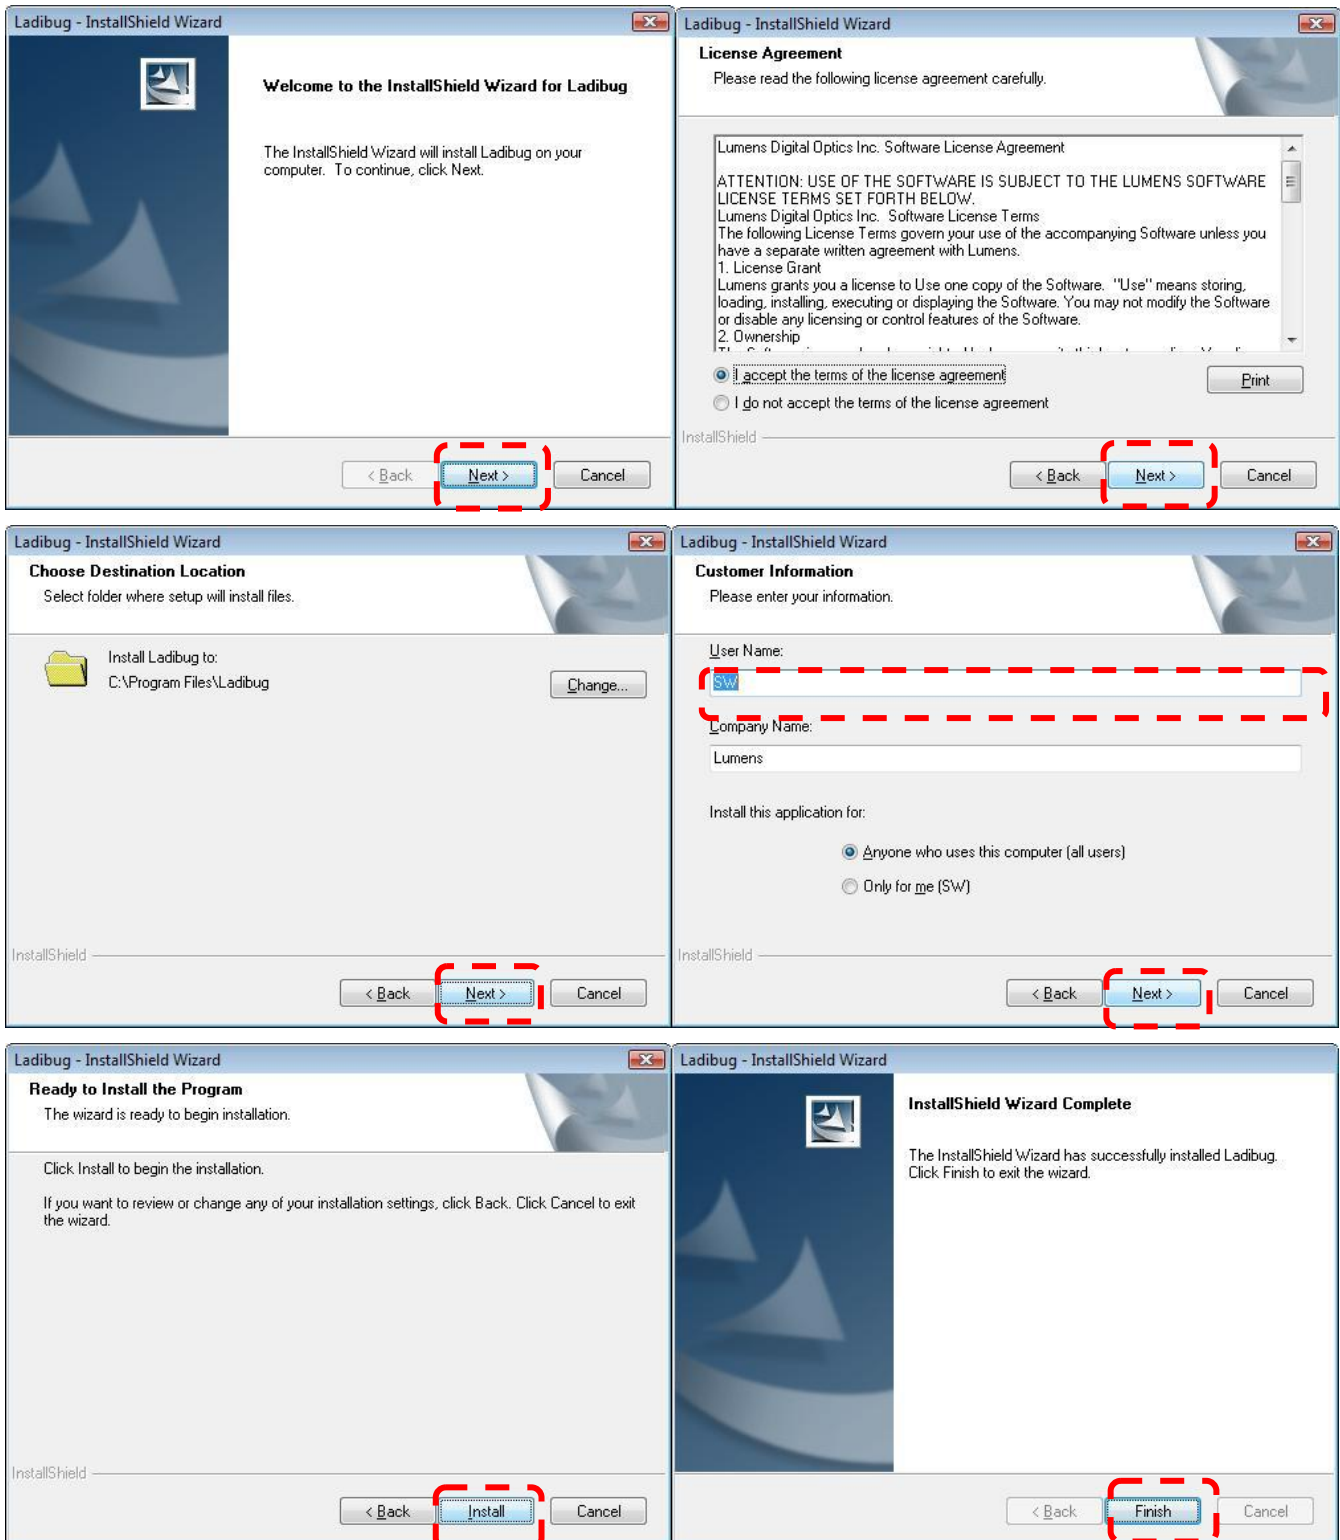 Ladibug - InstallShield Wizard
Welcome to the InstallShield Wizard for Ladibug
The InstallShield Wizard will install Ladibug on your
computer. To continue, click Next.
< Back
Next >
Cancel
Ladibug - InstallShield Wizard
License Agreement
Please read the following license agreement carefully.
Lumens Digital Optics Inc. Software License Agreement
ATTENTION: USE OF THE SOFTWARE IS SUBJECT TO THE LUMENS SOFTWARE
LICENSE TERMS SET FORTH BELOW.
Lumens Digital Optics Inc. Software License Terms
The following License Terms govern your use of the accompanying Software unless you
have a separate written agreement with Lumens.
1. License Grant
Lumens grants you a license to Use one copy of the Software. "Use" means storing,
loading, installing, executing or displaying the Software. You may not modify the Software
or disable any licensing or control features of the Software.
2. Ownership
I accept the terms of the license agreement
Print
I do not accept the terms of the license agreement
InstallShield
< Back
Next >
Cancel
Ladibug - InstallShield Wizard
Choose Destination Location
Select folder where setup will install files.
Install Ladibug to:
C:\Program Files\Ladibug
Change...
InstallShield
< Back
Next >
Cancel
Ladibug - InstallShield Wizard
Customer Information
Please enter your information.
User Name:
SW
Company Name:
Lumens
Install this application for:
Anyone who uses this computer (all users)
Only for me (SW)
InstallShield
< Back
Next >
Cancel
Ladibug - InstallShield Wizard
Ready to Install the Program
The wizard is ready to begin installation.
Click Install to begin the installation.
If you want to review or change any of your installation settings, click Back. Click Cancel to exit
the wizard.
InstallShield
< Back
Install
Cancel
Ladibug - InstallShield Wizard
InstallShield Wizard Complete
The InstallShield Wizard has successfully installed Ladibug.
Click Finish to exit the wizard.
< Back
Finish
Cancel